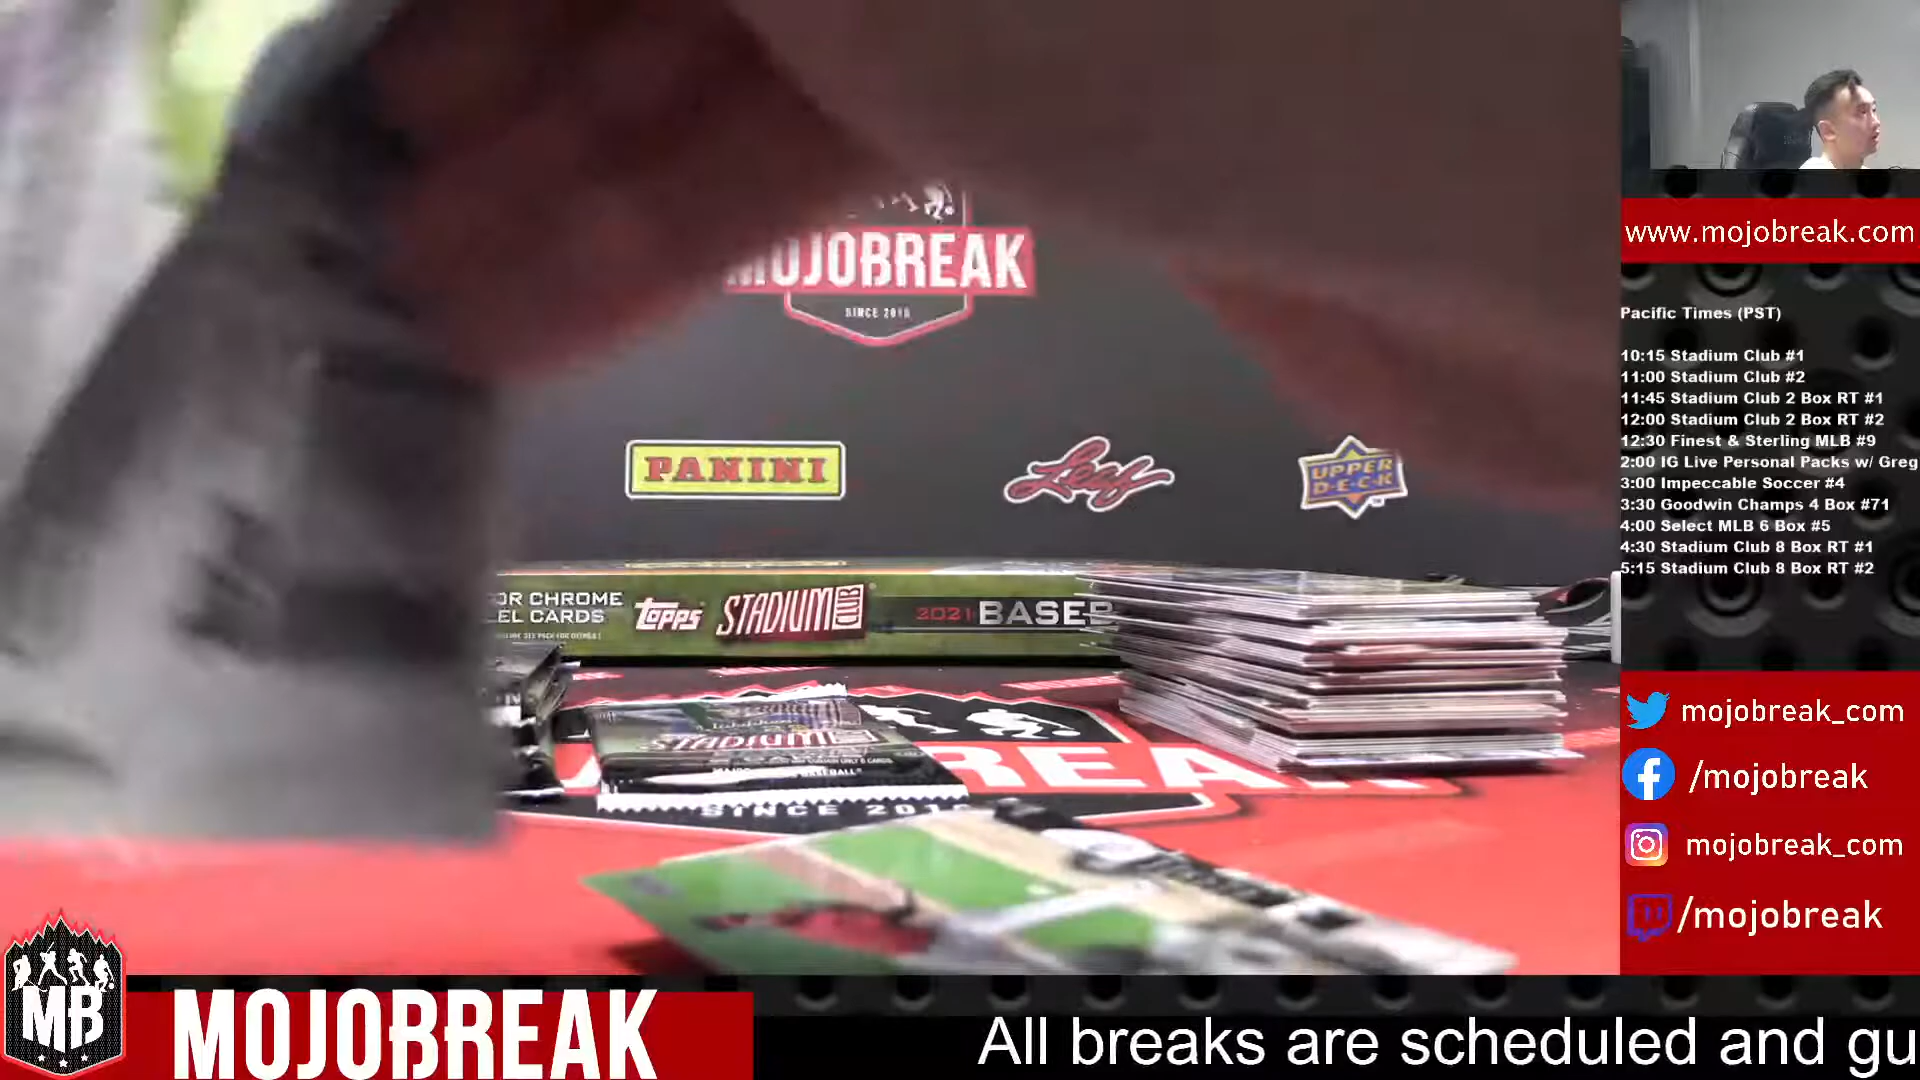 MOJOBREAK
SINCE 2010
PANINI
Leaf
UPPER
D·E·C·K
OR CHROME
EL CARDS
Topps STADIUM CLUB
2021 BASEB
STADIUM
REAK
SINCE 201
www.mojobreak.com
Pacific Times (PST)
10:15 Stadium Club #1
11:00 Stadium Club #2
11:45 Stadium Club 2 Box RT #1
12:00 Stadium Club 2 Box RT #2
12:30 Finest & Sterling MLB #9
2:00 IG Live Personal Packs w/ Greg
3:00 Impeccable Soccer #4
3:30 Goodwin Champs 4 Box #71
4:00 Select MLB 6 Box #5
4:30 Stadium Club 8 Box RT #1
5:15 Stadium Club 8 Box RT #2
mojobreak_com
/mojobreak
mojobreak_com
/mojobreak
MB
MOJOBREAK
All breaks are scheduled and gu